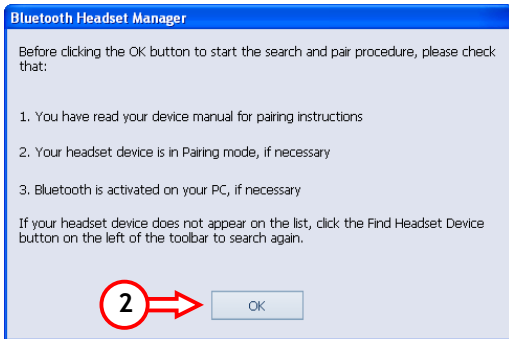 Bluetooth Headset Manager
Before clicking the OK button to start the search and pair procedure, please check
that:
1. You have read your device manual for pairing instructions
2. Your headset device is in Pairing mode, if necessary
3. Bluetooth is activated on your PC, if necessary
If your headset device does not appear on the list, click the Find Headset Device
button on the left of the toolbar to search again.
2 OK